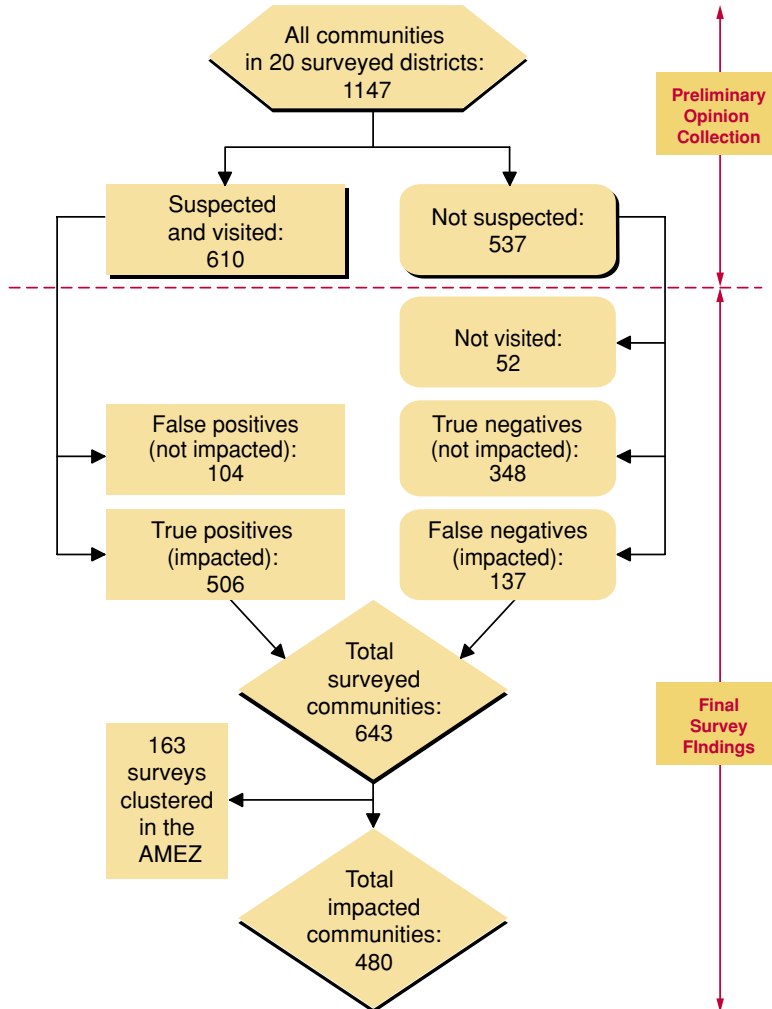 All communities
in 20 surveyed districts:
1147
Preliminary
Opinion
Collection
Suspected
and visited:
610
Not suspected:
537
Not visited:
52
False positives
(not impacted):
104
True negatives
(not impacted):
348
True positives
(impacted):
506
False negatives
(impacted):
137
Total
surveyed
communities:
643
Final
Survey
FIndings
163
surveys
clustered
in the
AMEZ
Total
impacted
communities:
480